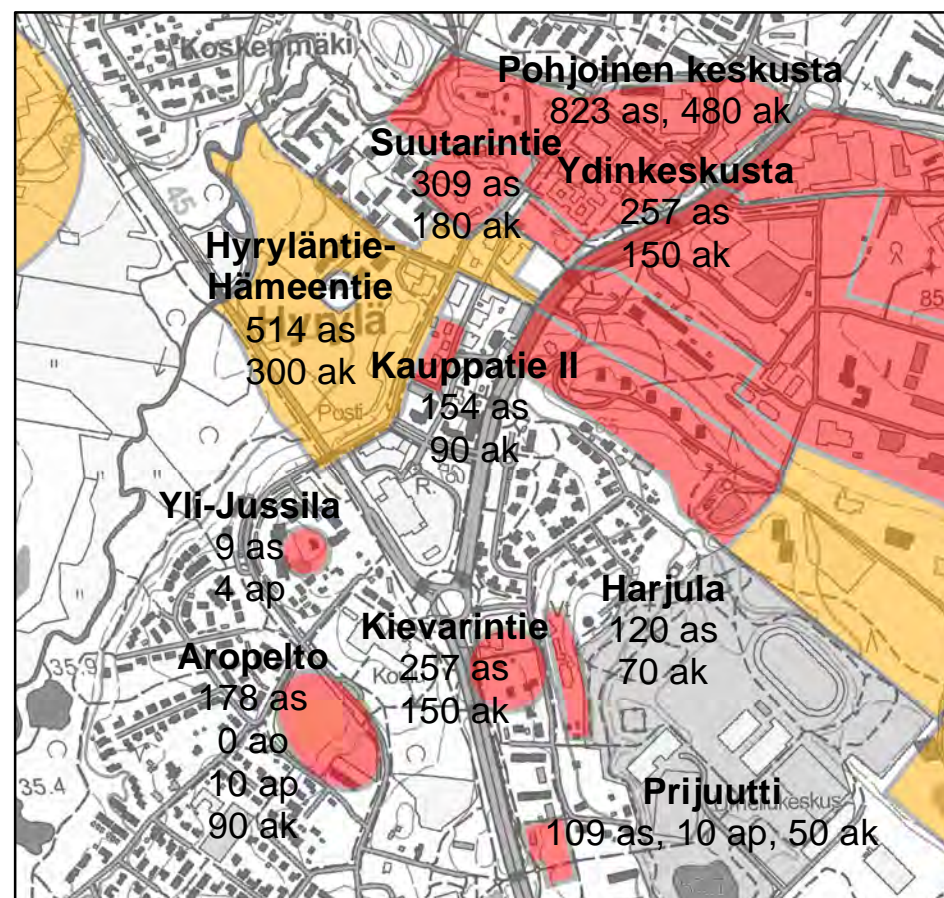 Koskenmäki
Pohjoinen keskusta
823 as, 480 ak
Suutarintie
309 as
180 ak
Ydinkeskusta
257 as
150 ak
45
Hyryläntie-
Hämeentie
514 as
300 ak
85
Kauppatie II
154 as
90 ak
Posti
R.
Yli-Jussila
9 as
4 ap
Harjula
120 as
70 ak
Kievarintie
257 as
150 ak
35.9
Aropelto
178 as
0 ao
10 ap
90 ak
35.4
Prijuutti
109 as, 10 ap, 50 ak